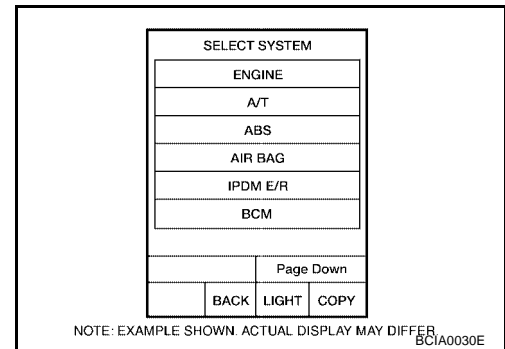 SELECT SYSTEM
ENGINE
A/T
ABS
AIR BAG
IPDM E/R
BCM
Page Down
BACK LIGHT COPY
NOTE: EXAMPLE SHOWN. ACTUAL DISPLAY MAY DIFFER.
BCIA0030E